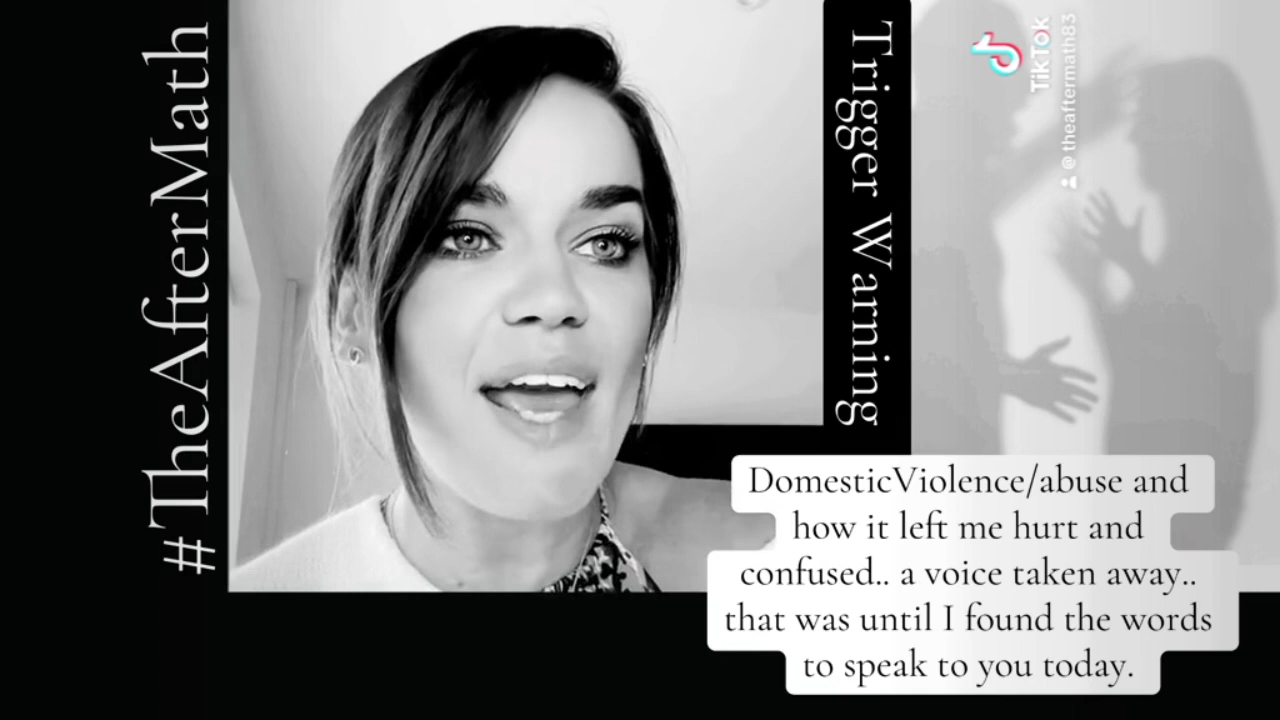 #TheAfterMath
Trigger Warning
TikTok
@theaftermath83
DomesticViolence/abuse and
how it left me hurt and
confused.. a voice taken away..
that was until I found the words
to speak to you today.